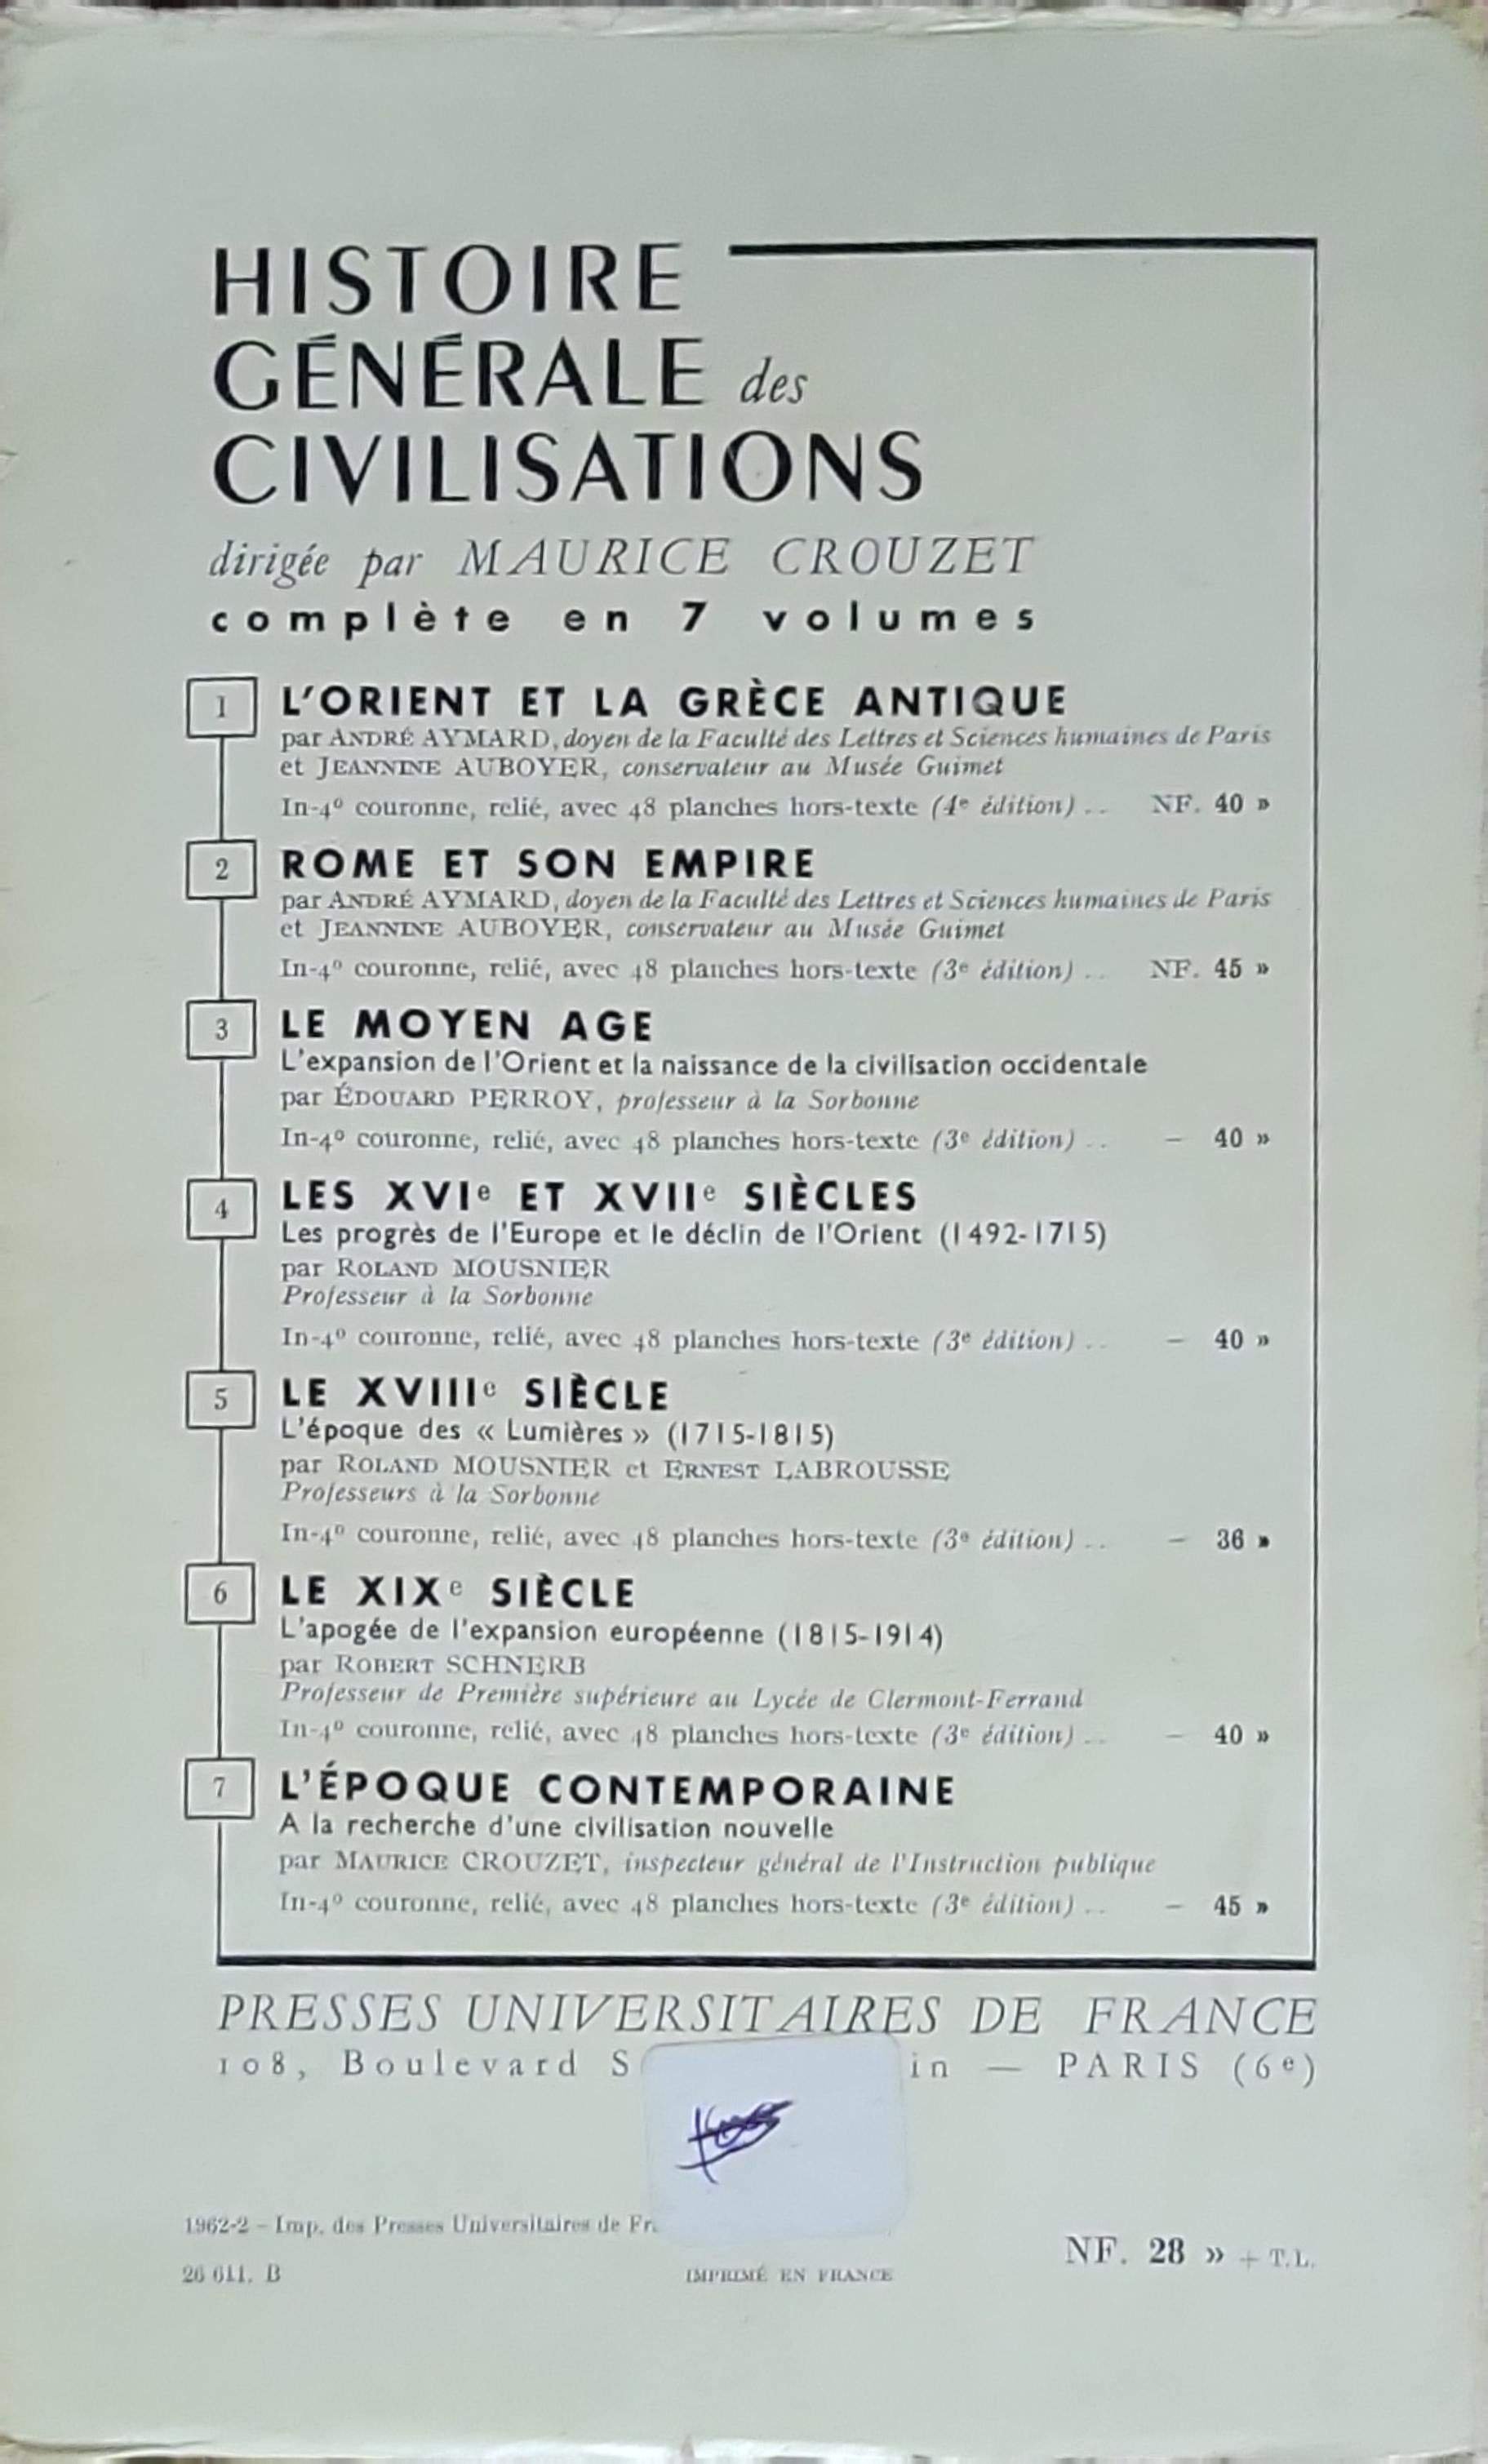 HISTOIRE
GÉNÉRALE des
CIVILISATIONS
dirigée par MAURICE CROUZET
complète en 7 volumes
1 L'ORIENT ET LA GRÈCE ANTIQUE
par ANDRÉ AYMARD, doyen de la Faculté des Lettres et Sciences humaines de Paris
et JEANNINE AUBOYER, conservateur au Musée Guimet
In-4º couronne, relié, avec 48 planches hors-texte (4e édition) .. NF. 40 »
2 ROME ET SON EMPIRE
par ANDRÉ AYMARD, doyen de la Faculté des Lettres et Sciences humaines de Paris
et JEANNINE AUBOYER, conservateur au Musée Guimet
In-4º couronne, relié, avec 48 planches hors-texte (3e édition) .. NF. 45 »
3 LE MOYEN AGE
L'expansion de l'Orient et la naissance de la civilisation occidentale
par ÉDOUARD PERROY, professeur à la Sorbonne
In-4º couronne, relié, avec 48 planches hors-texte (3e édition) .. — 40 »
4 LES XVIe ET XVIIe SIÈCLES
Les progrès de l'Europe et le déclin de l'Orient (1492-1715)
par ROLAND MOUSNIER
Professeur à la Sorbonne
In-4º couronne, relié, avec 48 planches hors-texte (3e édition) .. — 40 »
5 LE XVIIIe SIÈCLE
L'époque des « Lumières » (1715-1815)
par ROLAND MOUSNIER et ERNEST LABROUSSE
Professeurs à la Sorbonne
In-4º couronne, relié, avec 48 planches hors-texte (3e édition) .. — 36 »
6 LE XIXe SIÈCLE
L'apogée de l'expansion européenne (1815-1914)
par ROBERT SCHNERB
Professeur de Première supérieure au Lycée de Clermont-Ferrand
In-4º couronne, relié, avec 48 planches hors-texte (3e édition) .. — 40 »
7 L'ÉPOQUE CONTEMPORAINE
A la recherche d'une civilisation nouvelle
par MAURICE CROUZET, inspecteur général de l'Instruction publique
In-4º couronne, relié, avec 48 planches hors-texte (3e édition) .. — 45 »
PRESSES UNIVERSITAIRES DE FRANCE
108, Boulevard S in — PARIS (6e)
1962-2 – Imp. des Presses Universitaires de
NF. 28 » + T.L.
26 611. B IMPRIMÉ EN FRANCE